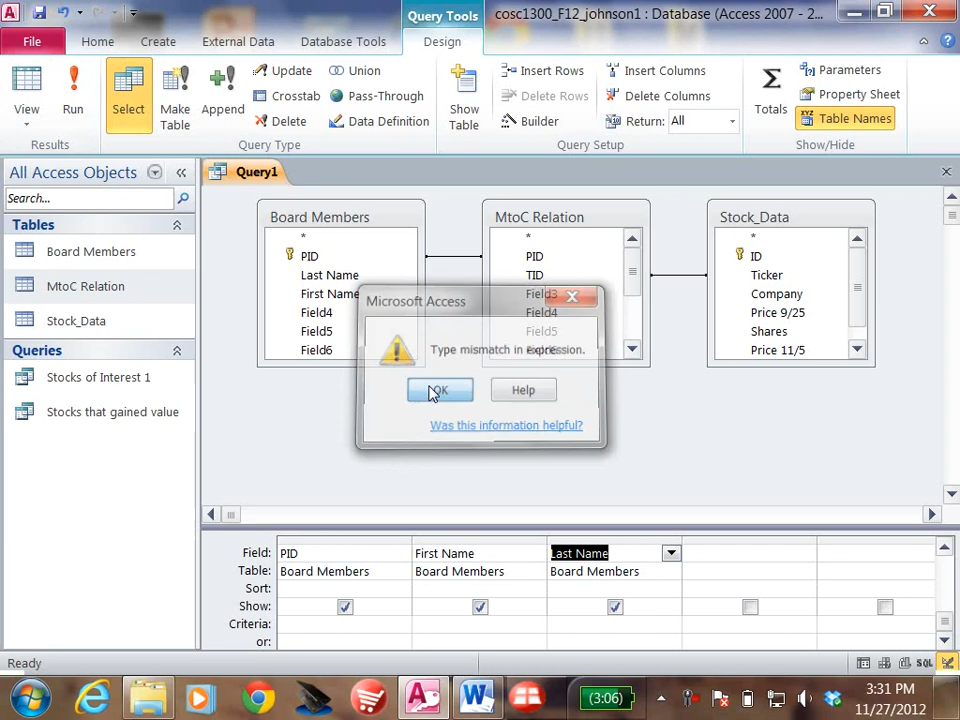 Query Tools
cosc1300_F12_johnson1 : Database (Access 2007 - 2...
File
Home
Create
External Data
Database Tools
Design
View
Run
Select
Make Table
Append
Update
Crosstab
Delete
Union
Pass-Through
Data Definition
Show Table
Insert Rows
Delete Rows
Builder
Insert Columns
Delete Columns
Return: All
Totals
Parameters
Property Sheet
Table Names
Results
Query Type
Query Setup
Show/Hide
All Access Objects
Search...
Tables
Board Members
MtoC Relation
Stock_Data
Queries
Stocks of Interest 1
Stocks that gained value
Query1
Board Members
*
PID
Last Name
First Name
Field4
Field5
Field6
MtoC Relation
*
PID
TID
Field3
Field4
Field5
Stock_Data
*
ID
Ticker
Company
Price 9/25
Shares
Price 11/5
Microsoft Access
Type mismatch in expression.
OK
Help
Was this information helpful?
Field: PID First Name Last Name
Table: Board Members Board Members Board Members
Sort:
Show:
Criteria:
or:
Ready
SQL
(3:06)
3:31 PM
11/27/2012